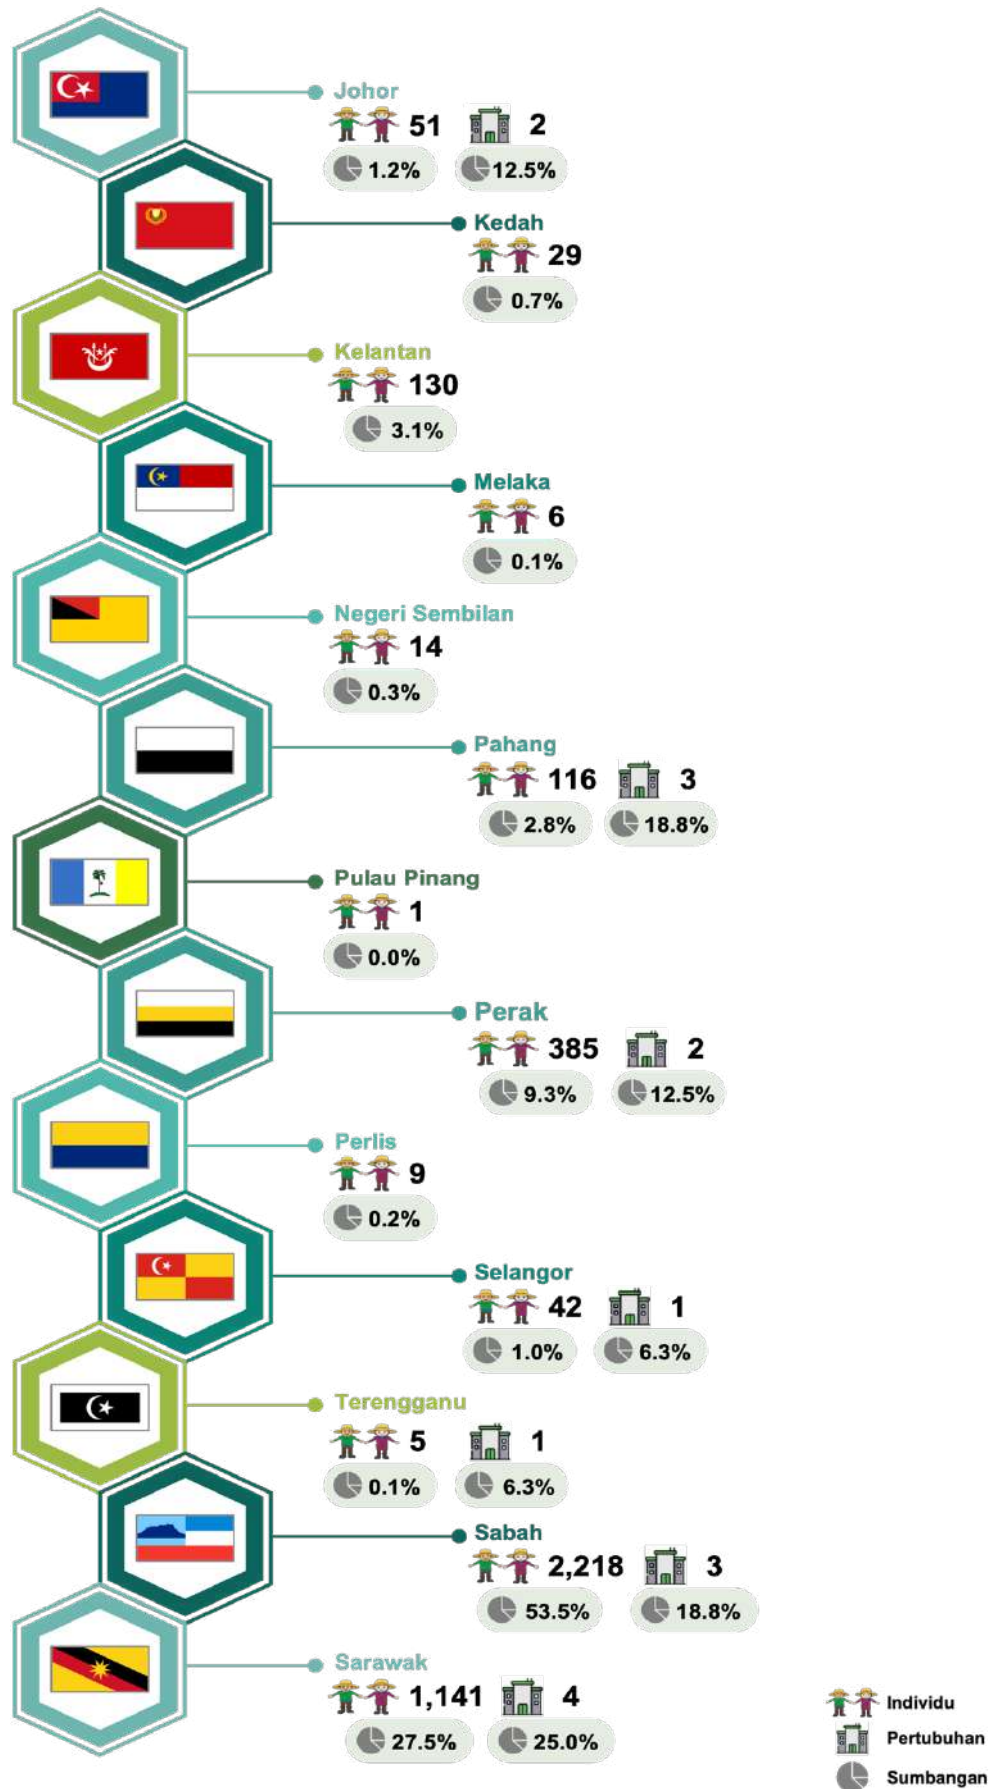 Johor
51 2
1.2% 12.5%
Kedah
29
0.7%
Kelantan
130
3.1%
Melaka
6
0.1%
Negeri Sembilan
14
0.3%
Pahang
116 3
2.8% 18.8%
Pulau Pinang
1
0.0%
Perak
385 2
9.3% 12.5%
Perlis
9
0.2%
Selangor
42 1
1.0% 6.3%
Terengganu
5 1
0.1% 6.3%
Sabah
2,218 3
53.5% 18.8%
Sarawak
1,141 4
27.5% 25.0%
Individu
Pertubuhan
Sumbangan